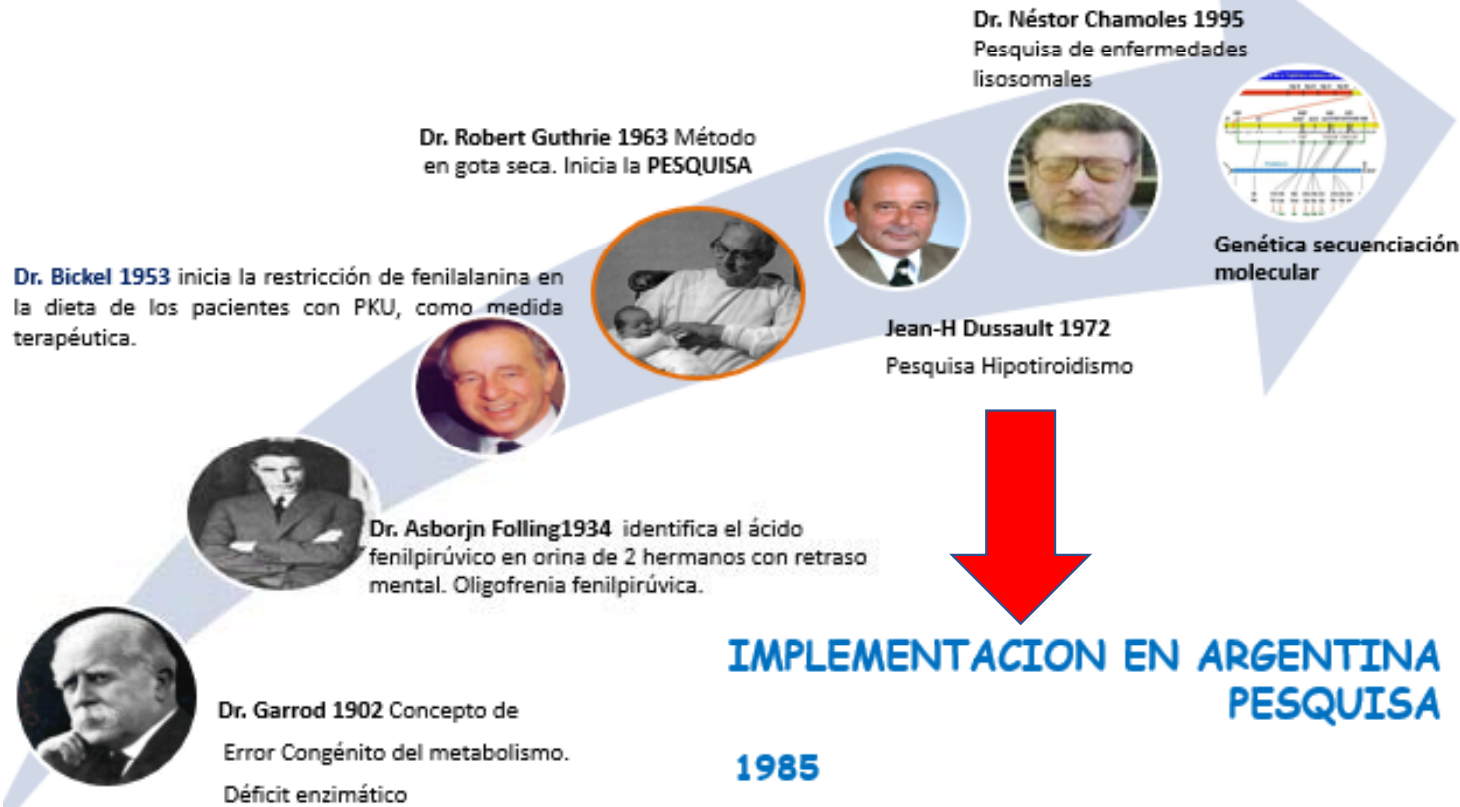 Dr. Néstor Chamoles 1995
Pesquisa de enfermedades
lisosomales
Dr. Robert Guthrie 1963 Método
en gota seca. Inicia la PESQUISA
Genética secuenciación
molecular
Dr. Bickel 1953 inicia la restricción de fenilalanina en
la dieta de los pacientes con PKU, como medida
terapéutica.
Jean-H Dussault 1972
Pesquisa Hipotiroidismo
Dr. Asborjn Folling1934 identifica el ácido
fenilpirúvico en orina de 2 hermanos con retraso
mental. Oligofrenia fenilpirúvica.
IMPLEMENTACION EN ARGENTINA
PESQUISA
Dr. Garrod 1902 Concepto de
Error Congénito del metabolismo.
Déficit enzimático
1985